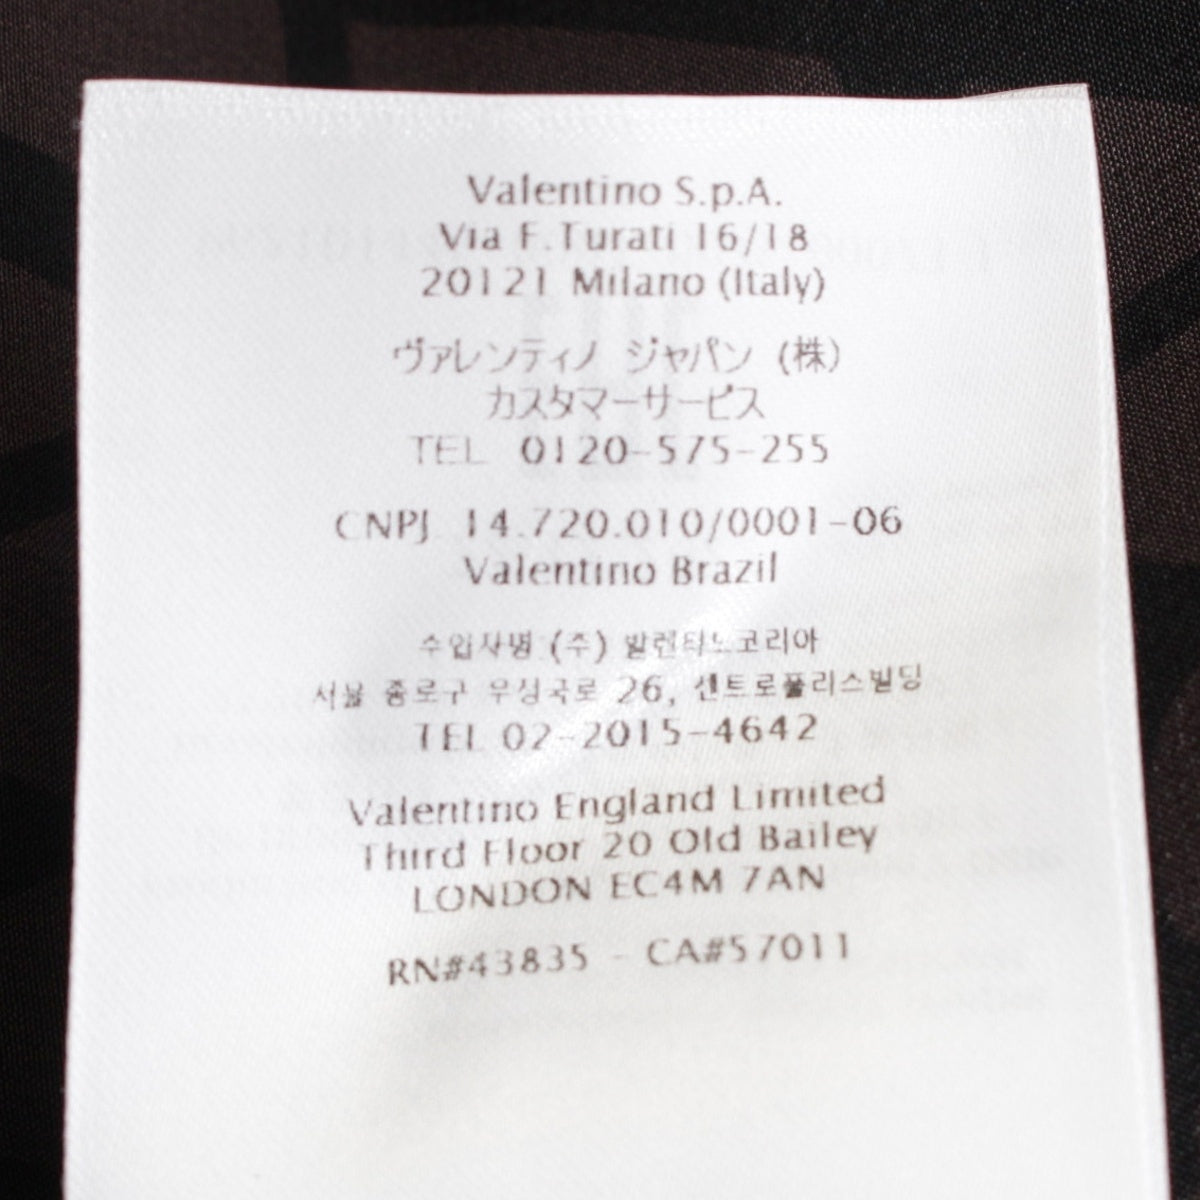 Valentino S.p.A.
Via F.Turati 16/18
20121 Milano (Italy)
ヴァレンティノ ジャパン (株)
カスタマーサービス
TEL 0120-575-255
CNPJ 14.720.010/0001-06
Valentino Brazil
수입자명 (주) 발렌티노코리아
서울 종로구 우정국로 26, 센트로폴리스빌딩
TEL 02-2015-4642
Valentino England Limited
Third Floor 20 Old Bailey
LONDON EC4M 7AN
RN#43835 - CA#57011